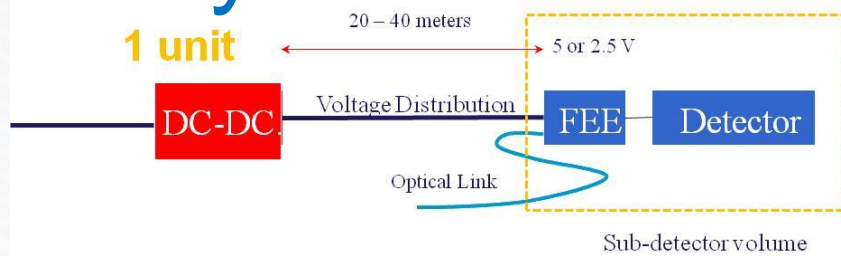 20 – 40 meters
1 unit
5 or 2.5 V
Voltage Distribution
DC-DC.
FEE
Detector
Optical Link
Sub-detector volume